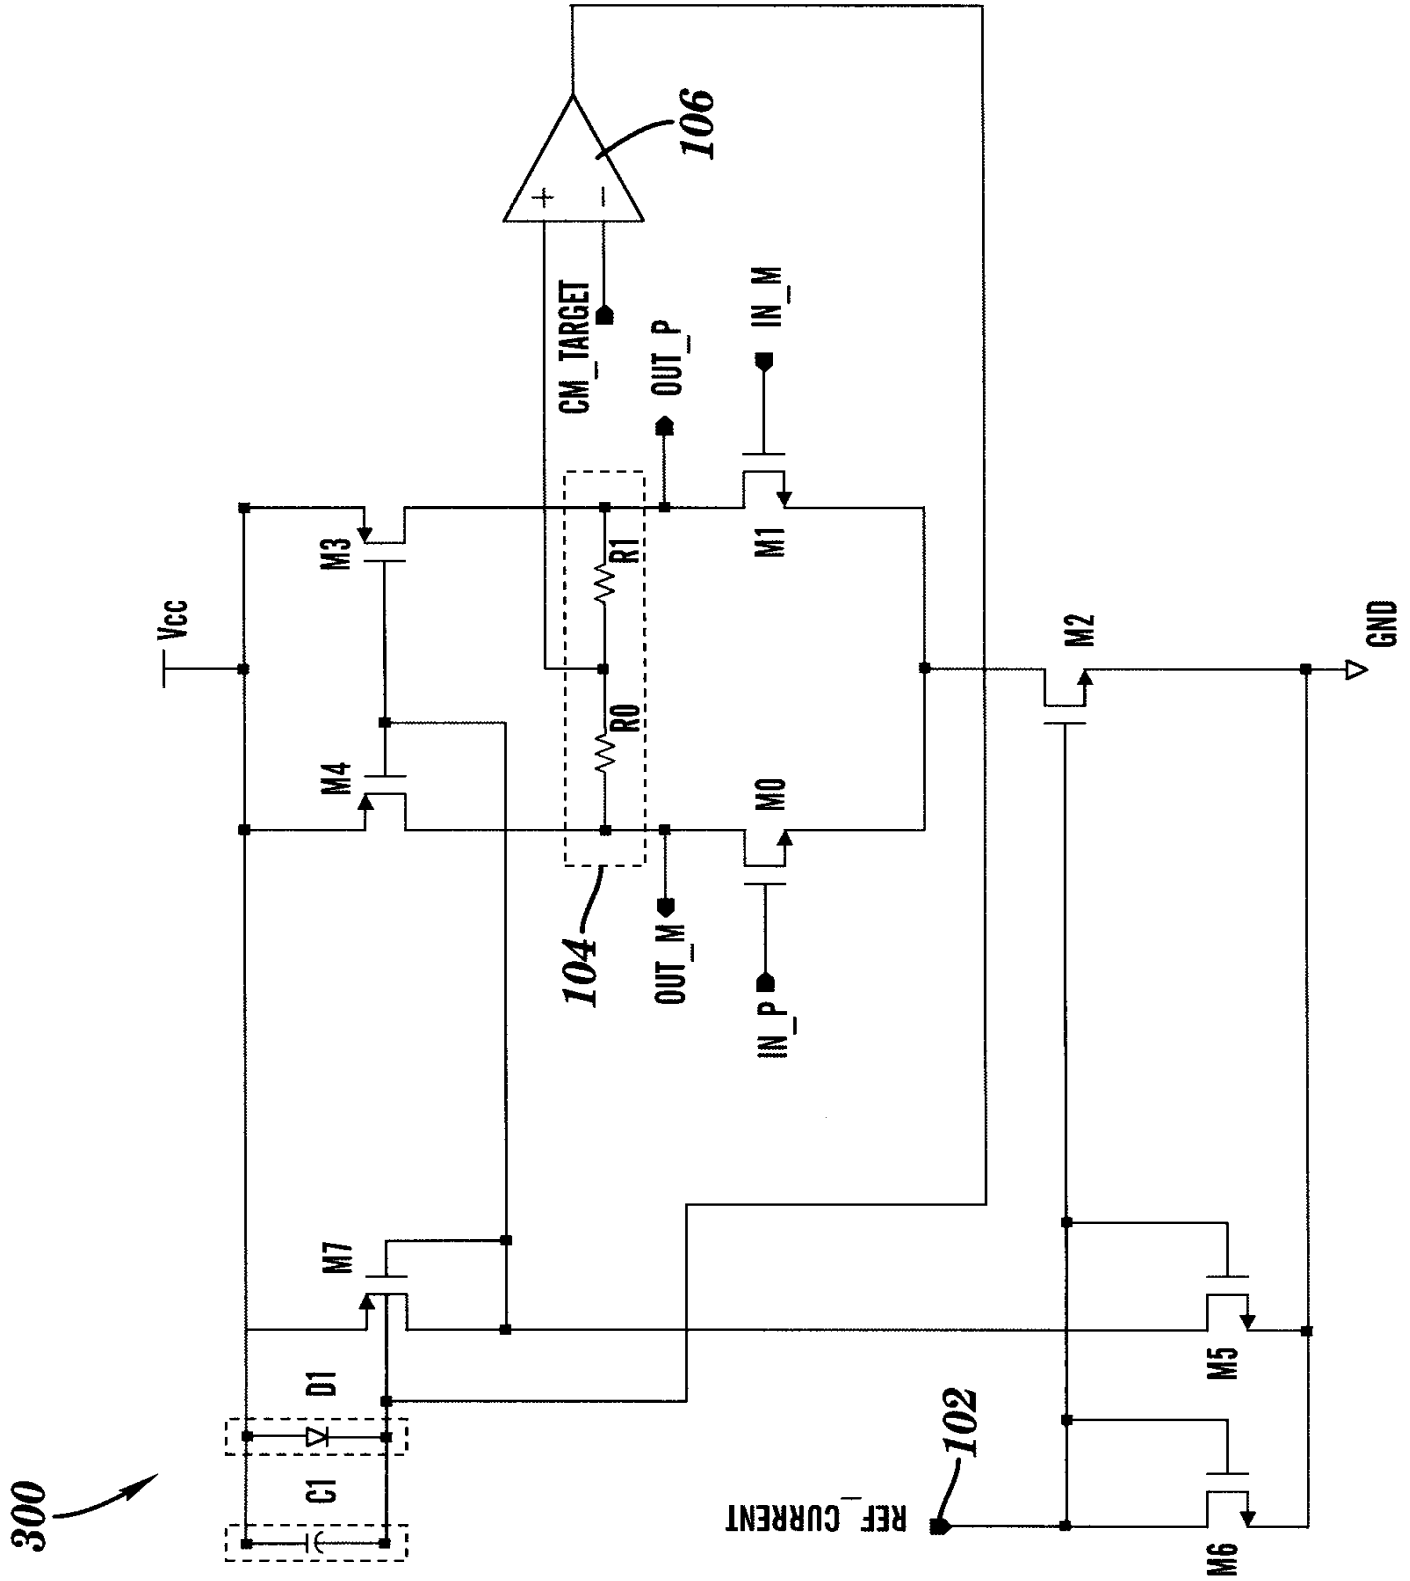 300
C1
D1
M7
M4
M3
Vcc
R0
R1
104
OUT_M
IN_P
M0
M1
CM_TARGET
OUT_P
IN_M
+
−
106
REF_CURRENT
102
M6
M5
M2
GND